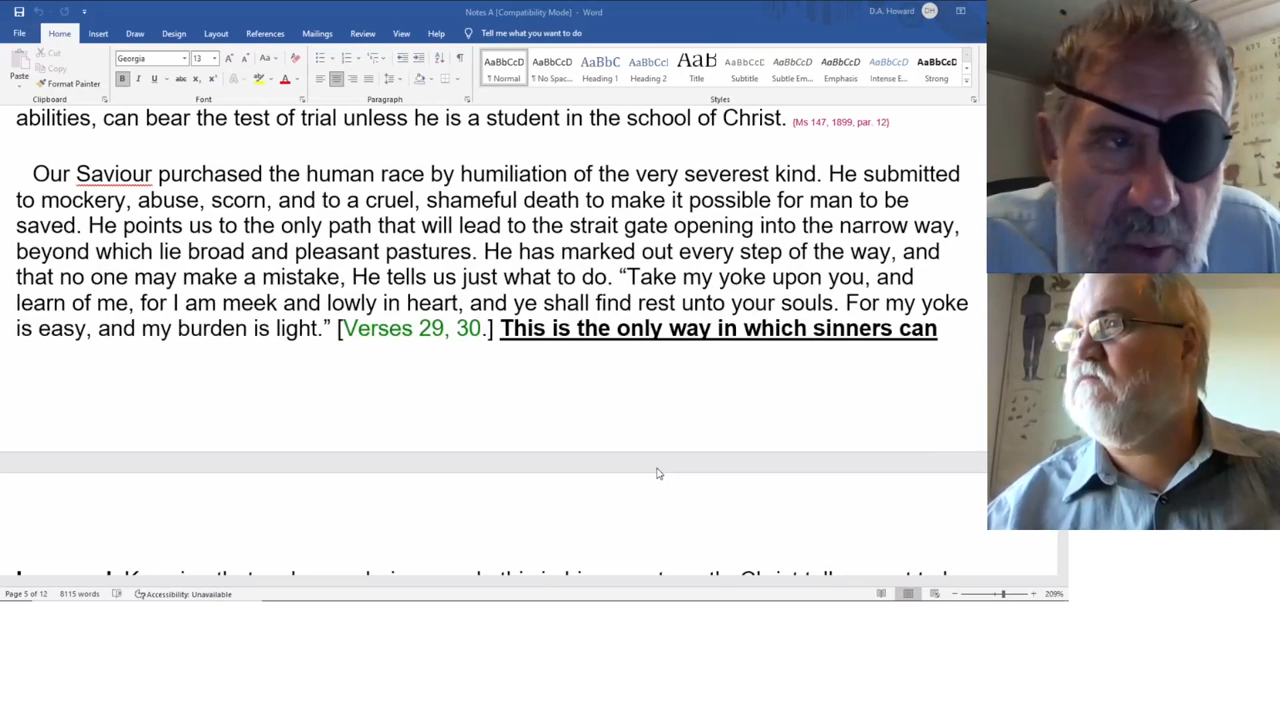 Notes A [Compatibility Mode] - Word
D.A. Howard
DH
File Home Insert Draw Design Layout References Mailings Review View Help Tell me what you want to do
Paste
Cut
Copy
Format Painter
Clipboard
Georgia 13
Font
Paragraph
AaBbCcD AaBbCcD AaBbC AaBbCcD AaB AaBbCcD AaBbCcD AaBbCcD AaBbCcD AaBbCcD
¶ Normal ¶ No Spac... Heading 1 Heading 2 Title Subtitle Subtle Em... Emphasis Intense E... Strong
Styles
abilities, can bear the test of trial unless he is a student in the school of Christ. {Ms 147, 1899, par. 12}
Our Saviour purchased the human race by humiliation of the very severest kind. He submitted
to mockery, abuse, scorn, and to a cruel, shameful death to make it possible for man to be
saved. He points us to the only path that will lead to the strait gate opening into the narrow way,
beyond which lie broad and pleasant pastures. He has marked out every step of the way, and
that no one may make a mistake, He tells us just what to do. “Take my yoke upon you, and
learn of me, for I am meek and lowly in heart, and ye shall find rest unto your souls. For my yoke
is easy, and my burden is light.” [Verses 29, 30.] This is the only way in which sinners can
Page 5 of 12 8115 words Accessibility: Unavailable 209%